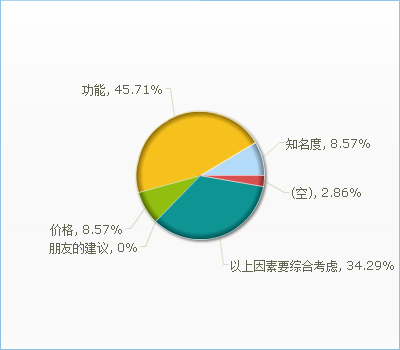 功能, 45.71%
知名度, 8.57%
(空), 2.86%
价格, 8.57%
朋友的建议, 0%
以上因素要综合考虑, 34.29%